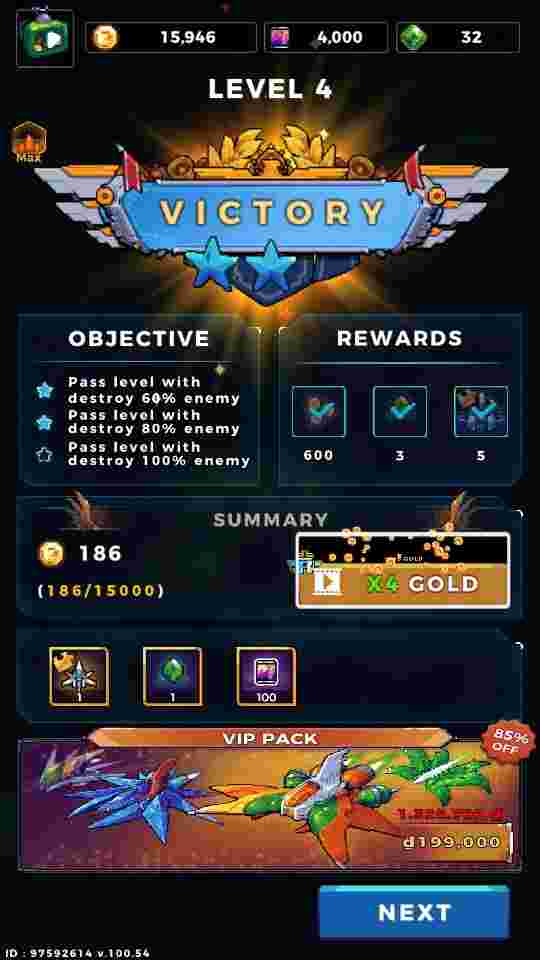 15,946
4,000
32
LEVEL 4
Max
VICTORY
OBJECTIVE
Pass level with
destroy 60% enemy
Pass level with
destroy 80% enemy
Pass level with
destroy 100% enemy
REWARDS
600
3
5
SUMMARY
186
(186/15000)
GOLD
X4 GOLD
1
1
100
VIP PACK
85%
OFF
đ199,000
NEXT
ID : 97592614 v.100.54